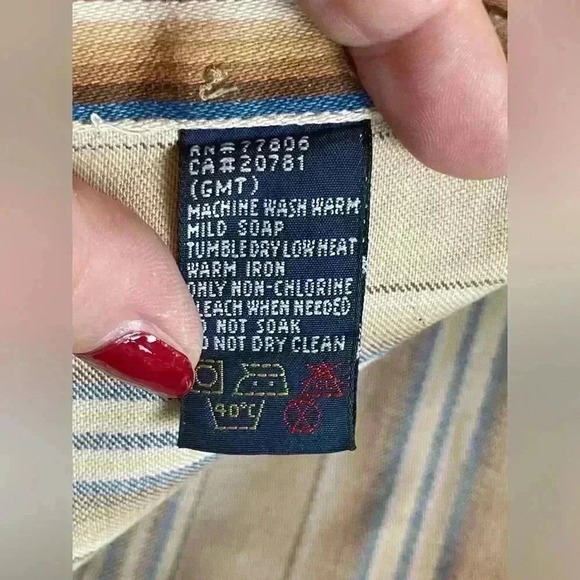 RN#77806
CA#20781
(GMT)
MACHINE WASH WARM
MILD SOAP
TUMBLE DRY LOW HEAT
WARM IRON
ONLY NON-CHLORINE
BLEACH WHEN NEEDED
DO NOT SOAK
DO NOT DRY CLEAN
40°C